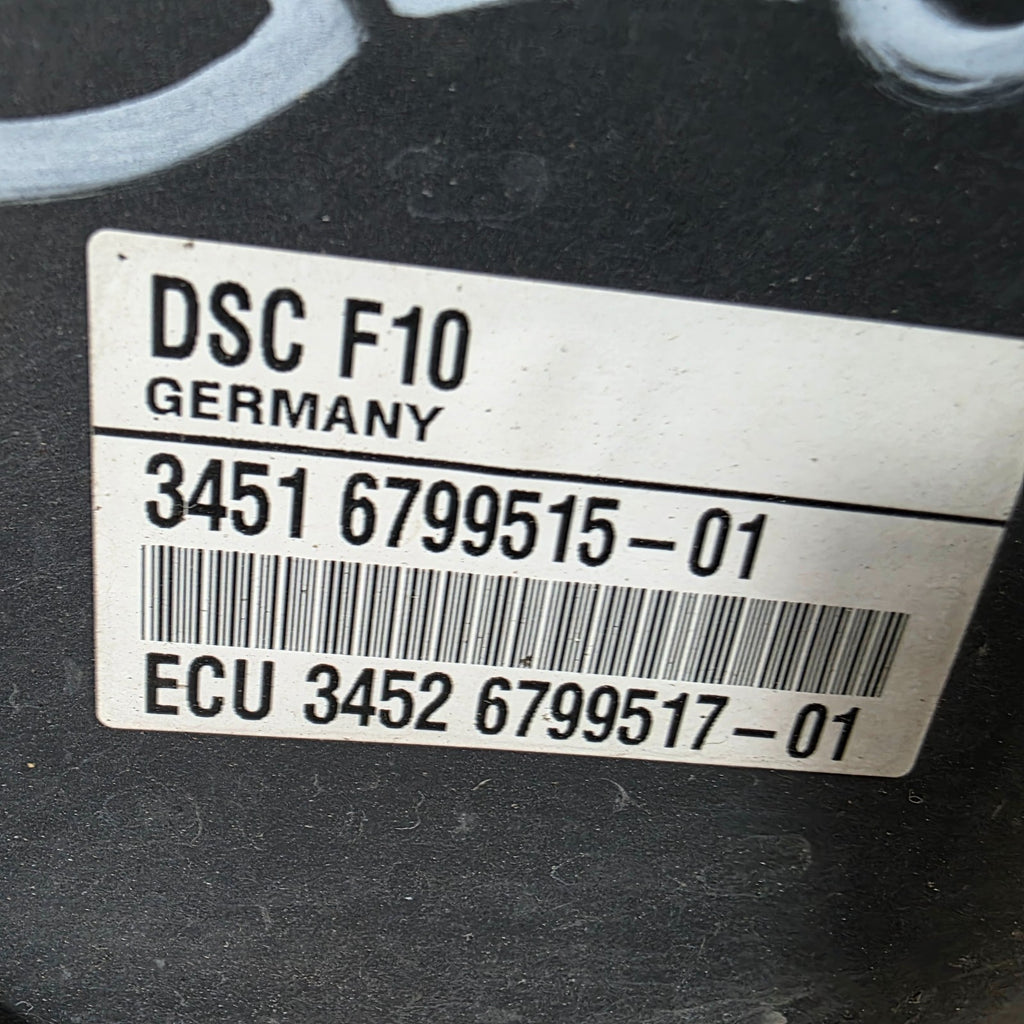 DSC F10
GERMANY
3451 6799515-01
ECU 3452 6799517-01